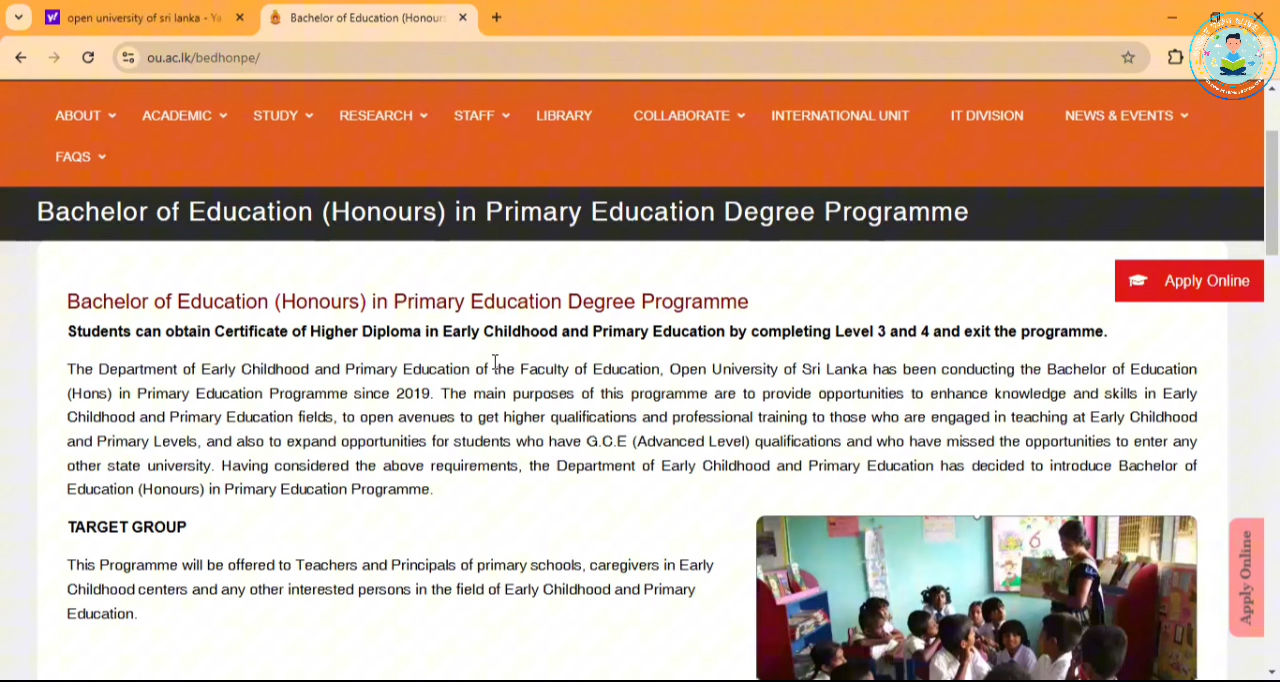 open university of sri lanka - Ya
Bachelor of Education (Honour
ou.ac.lk/bedhonpe/
ABOUT ACADEMIC STUDY RESEARCH STAFF LIBRARY COLLABORATE INTERNATIONAL UNIT IT DIVISION NEWS & EVENTS
FAQS
Bachelor of Education (Honours) in Primary Education Degree Programme
Apply Online
Bachelor of Education (Honours) in Primary Education Degree Programme
Students can obtain Certificate of Higher Diploma in Early Childhood and Primary Education by completing Level 3 and 4 and exit the programme.
The Department of Early Childhood and Primary Education of the Faculty of Education, Open University of Sri Lanka has been conducting the Bachelor of Education
(Hons) in Primary Education Programme since 2019. The main purposes of this programme are to provide opportunities to enhance knowledge and skills in Early
Childhood and Primary Education fields, to open avenues to get higher qualifications and professional training to those who are engaged in teaching at Early Childhood
and Primary Levels, and also to expand opportunities for students who have G.C.E (Advanced Level) qualifications and who have missed the opportunities to enter any
other state university. Having considered the above requirements, the Department of Early Childhood and Primary Education has decided to introduce Bachelor of
Education (Honours) in Primary Education Programme.
TARGET GROUP
This Programme will be offered to Teachers and Principals of primary schools, caregivers in Early
Childhood centers and any other interested persons in the field of Early Childhood and Primary
Education.
6
Apply Online